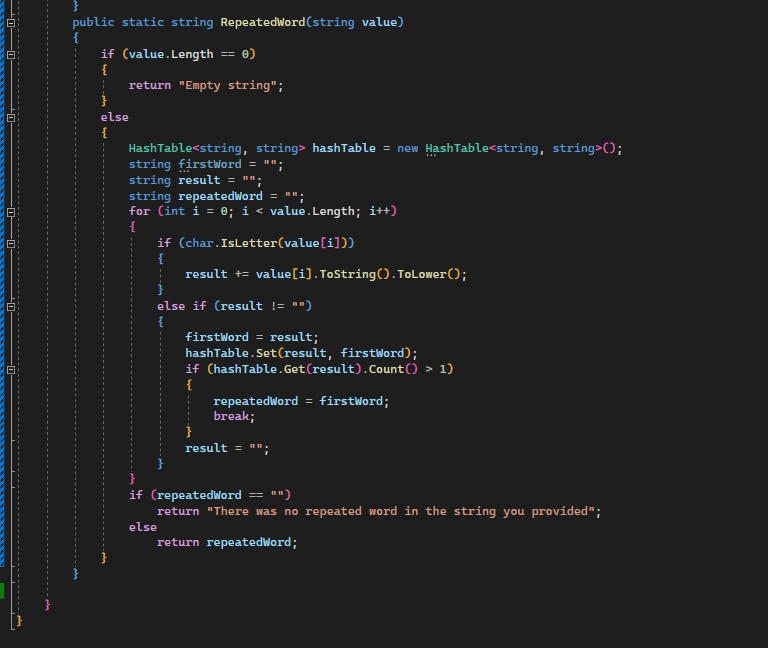 }
public static string RepeatedWord(string value)
{
if (value.Length == 0)
{
return "Empty string";
}
else
{
HashTable<string, string> hashTable = new HashTable<string, string>();
string firstWord = "";
string result = "";
string repeatedWord = "";
for (int i = 0; i < value.Length; i++)
{
if (char.IsLetter(value[i]))
{
result += value[i].ToString().ToLower();
}
else if (result != "")
{
firstWord = result;
hashTable.Set(result, firstWord);
if (hashTable.Get(result).Count() > 1)
{
repeatedWord = firstWord;
break;
}
result = "";
}
}
if (repeatedWord == "")
return "There was no repeated word in the string you provided";
else
return repeatedWord;
}
}
}
}